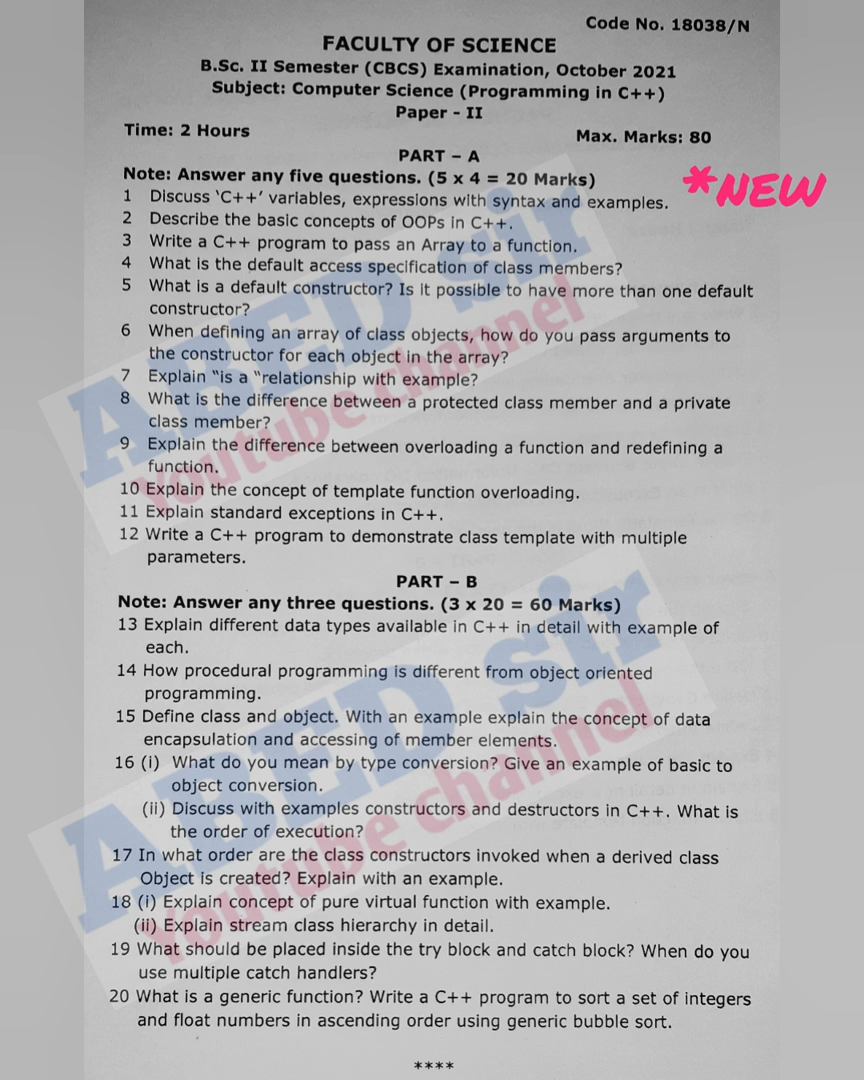 Code No. 18038/N
FACULTY OF SCIENCE
B.Sc. II Semester (CBCS) Examination, October 2021
Subject: Computer Science (Programming in C++)
Paper - II
Time: 2 Hours
Max. Marks: 80
PART – A
Note: Answer any five questions. (5 x 4 = 20 Marks)
*NEW
1 Discuss ‘C++’ variables, expressions with syntax and examples.
2 Describe the basic concepts of OOPs in C++.
3 Write a C++ program to pass an Array to a function.
4 What is the default access specification of class members?
5 What is a default constructor? Is it possible to have more than one default
constructor?
6 When defining an array of class objects, how do you pass arguments to
the constructor for each object in the array?
7 Explain “is a “relationship with example?
8 What is the difference between a protected class member and a private
class member?
9 Explain the difference between overloading a function and redefining a
function.
10 Explain the concept of template function overloading.
11 Explain standard exceptions in C++.
12 Write a C++ program to demonstrate class template with multiple
parameters.
ABED sir
Youtube channel
PART – B
Note: Answer any three questions. (3 x 20 = 60 Marks)
13 Explain different data types available in C++ in detail with example of
each.
14 How procedural programming is different from object oriented
programming.
15 Define class and object. With an example explain the concept of data
encapsulation and accessing of member elements.
16 (i) What do you mean by type conversion? Give an example of basic to
object conversion.
(ii) Discuss with examples constructors and destructors in C++. What is
the order of execution?
17 In what order are the class constructors invoked when a derived class
Object is created? Explain with an example.
18 (i) Explain concept of pure virtual function with example.
(ii) Explain stream class hierarchy in detail.
19 What should be placed inside the try block and catch block? When do you
use multiple catch handlers?
20 What is a generic function? Write a C++ program to sort a set of integers
and float numbers in ascending order using generic bubble sort.
ABED sir
Youtube channel
****